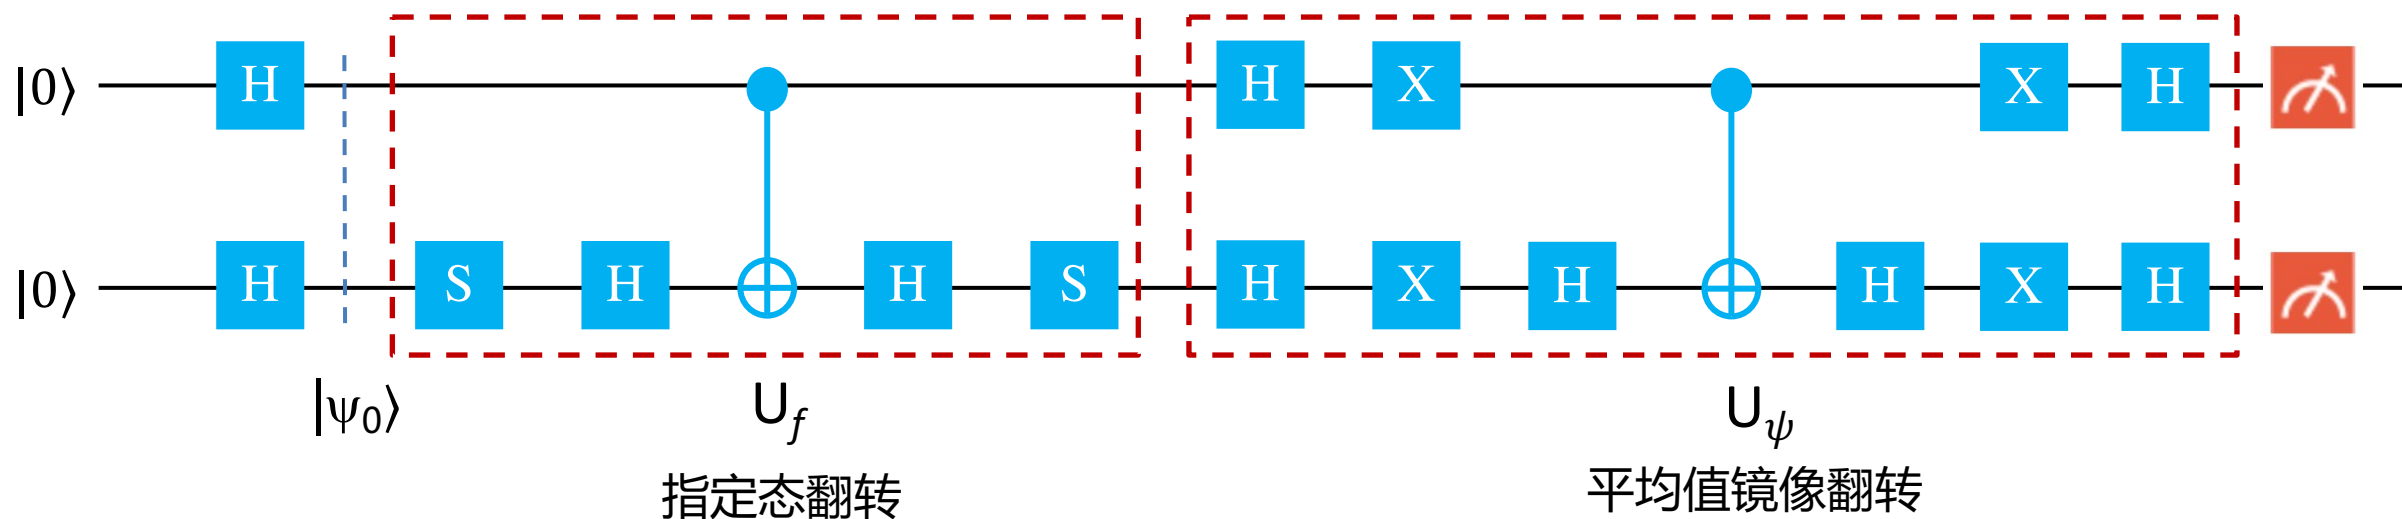 |0⟩ H H X X H
|0⟩ H S H H S H X H H X H
|ψ₀⟩ U_f U_ψ
指定态翻转 平均值镜像翻转